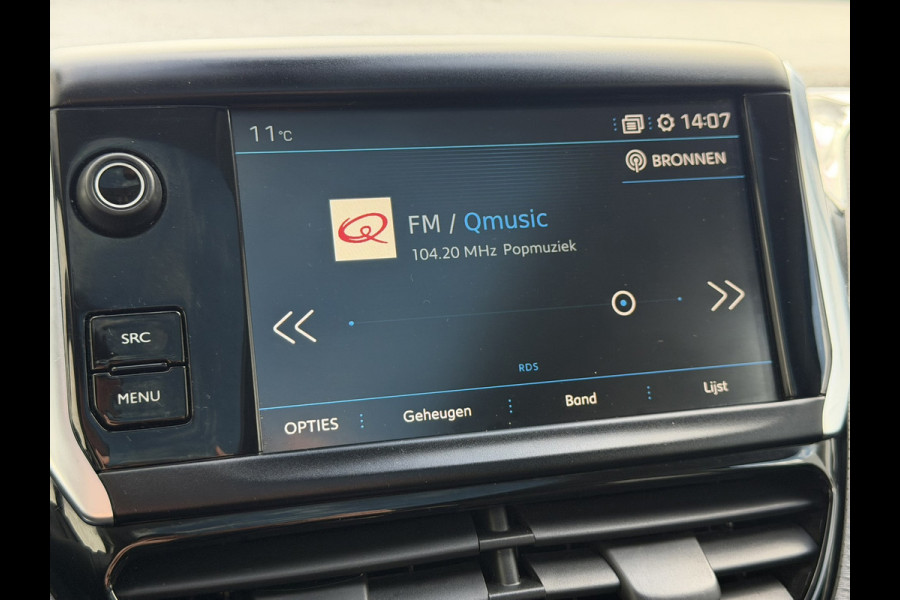 11 °C
14:07
BRONNEN
FM / Qmusic
104.20 MHz Popmuziek
SRC
MENU
RDS
OPTIES
Geheugen
Band
Lijst